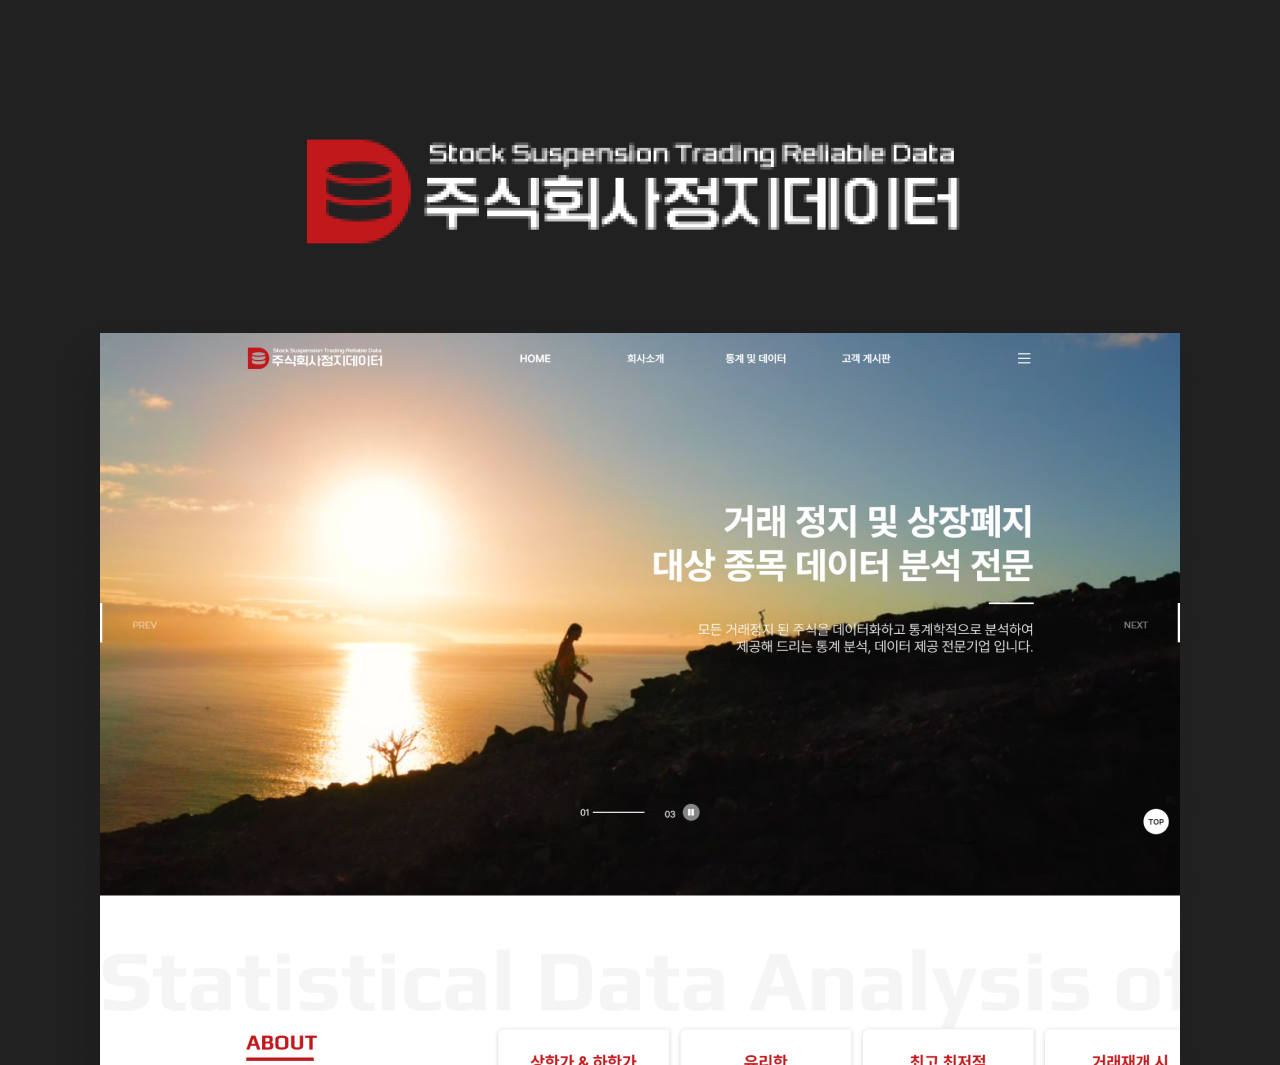 Stock Suspension Trading Reliable Data
주식회사정지데이터
Stock Suspension Trading Reliable Data
주식회사정지데이터
HOME 회사소개 통계 및 데이터 고객 게시판
거래 정지 및 상장폐지
대상 종목 데이터 분석 전문
PREV
NEXT
모든 거래정지 된 주식을 데이터화하고 통계학적으로 분석하여
제공해 드리는 통계 분석, 데이터 제공 전문기업 입니다.
01 03
TOP
Statistical Data Analysis of
ABOUT
상한가 & 하한가 유리한 최고 최저점 거래재개 시